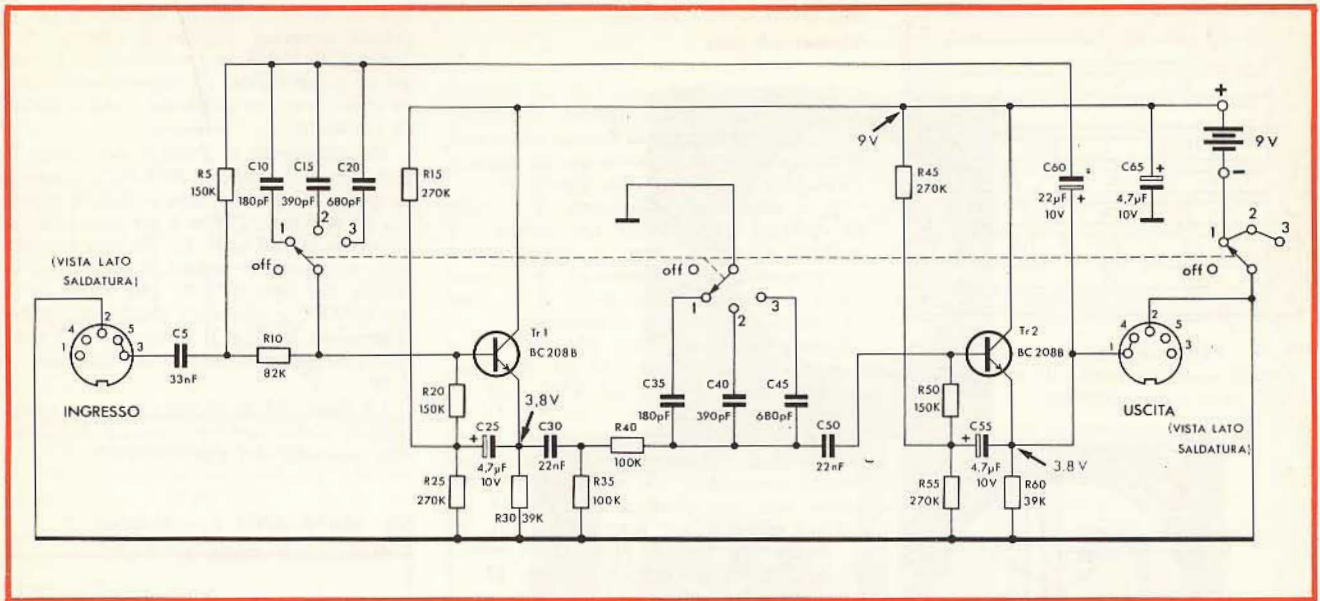 R5
150K
C10
180pF
C15
390pF
C20
680pF
R15
270K
9V
R45
270K
C60
22µF
10V
+
C65
+
4,7µF
10V
+
9V
-
1
2
3
off
1
2
3
off
1
2
3
off
(VISTA LATO
SALDATURA)
4
2
5
1
3
INGRESSO
C5
33nF
R10
82K
Tr1
BC208B
R20
150K
3,8V
+
C25
4,7µF
10V
C30
22nF
R40
100K
R25
270K
R30 39K
R35
100K
C35
180pF
C40
390pF
C45
680pF
C50
22nF
Tr2
BC208B
R50
150K
+
C55
4,7µF
10V
3.8V
R55
270K
R60
39K
4
2
5
1
3
USCITA
(VISTA LATO
SALDATURA)